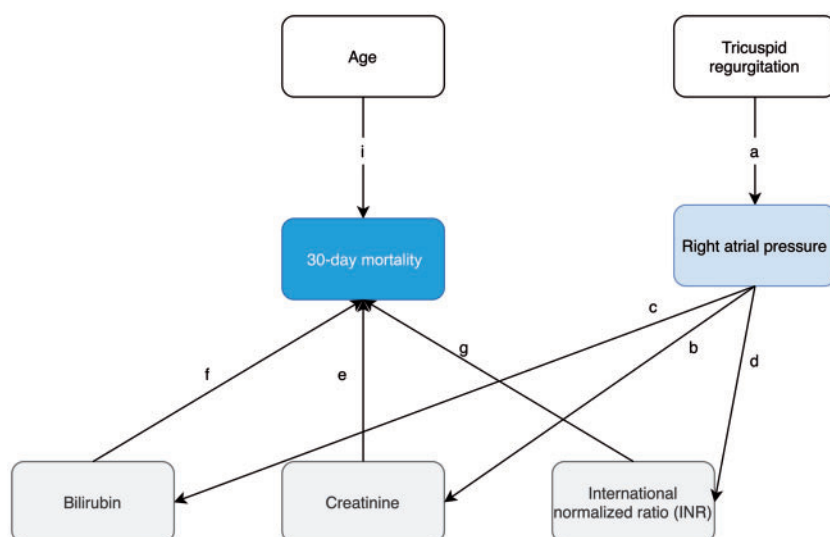 Age
Tricuspid
regurgitation
i
a
30-day mortality
Right atrial pressure
c
b
d
g
f
e
Bilirubin
Creatinine
International
normalized ratio (INR)